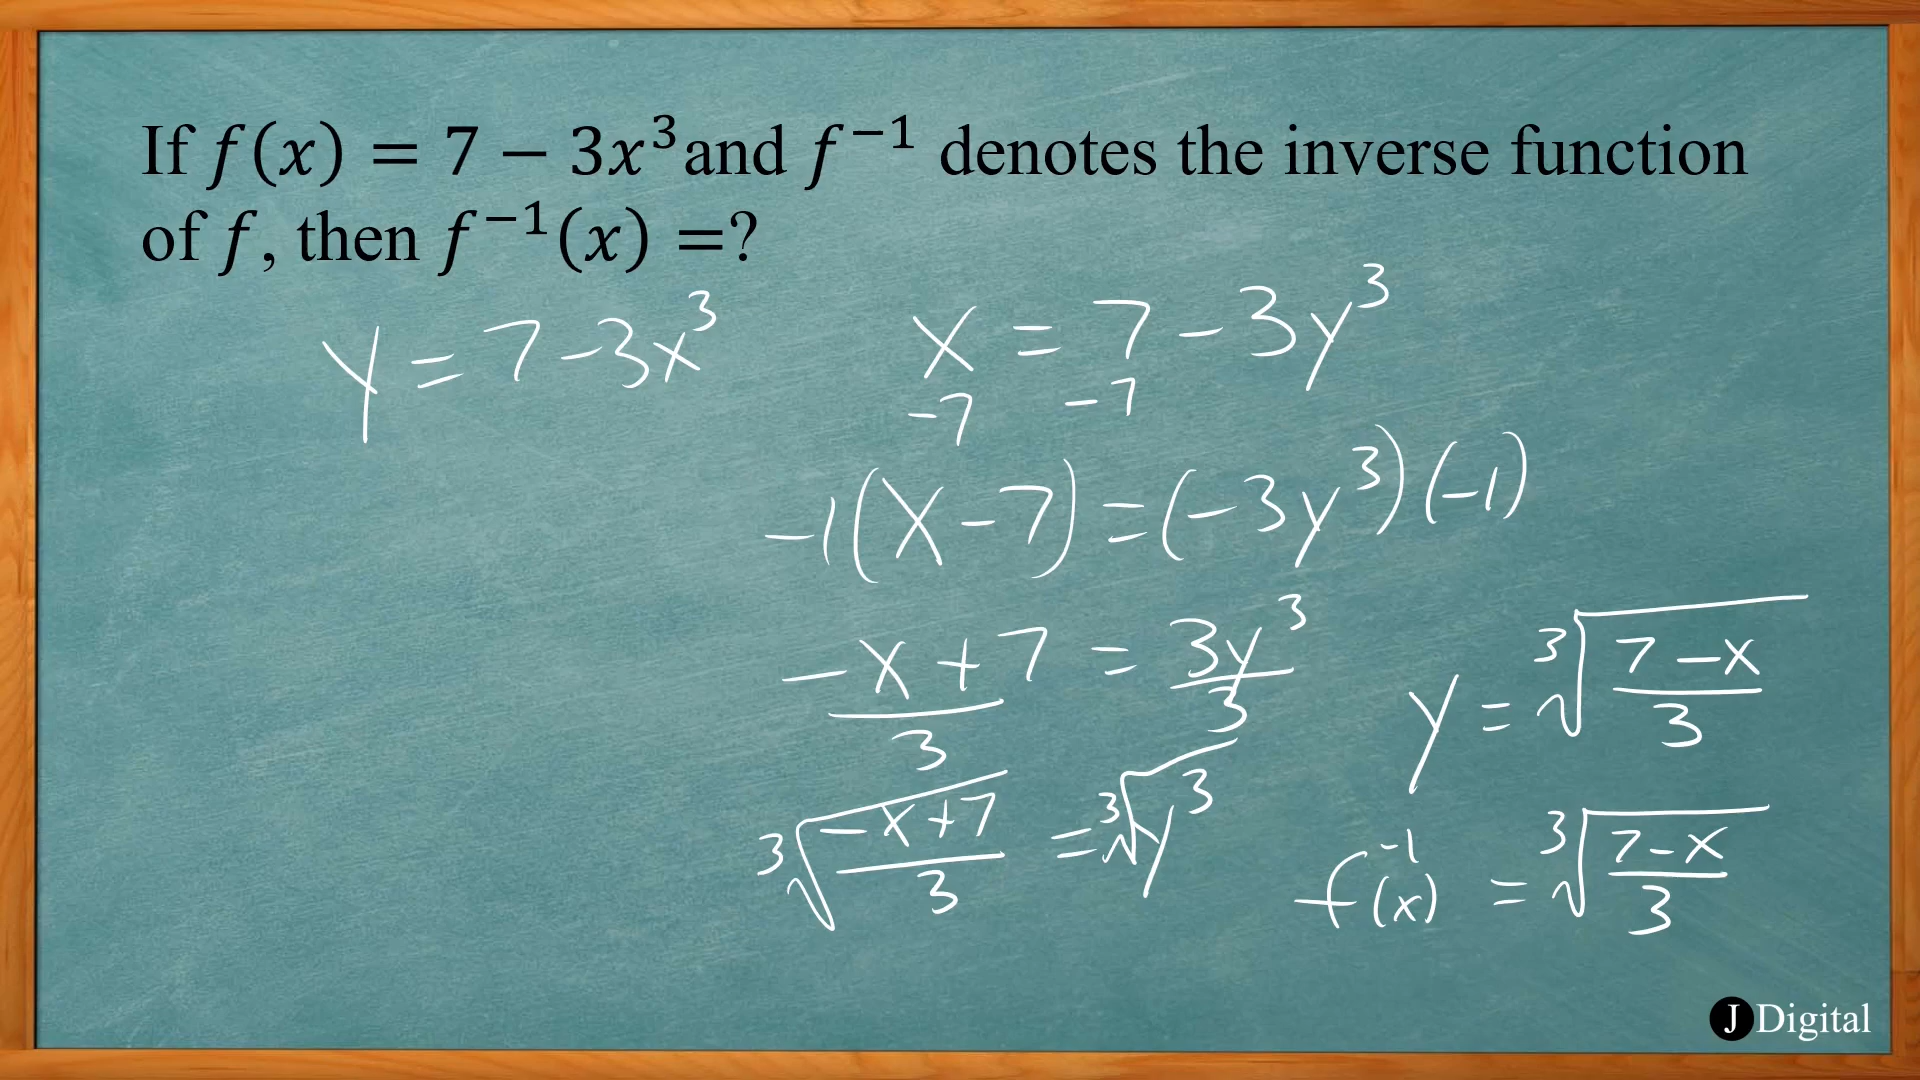 If f(x) = 7 − 3x³and f⁻¹ denotes the inverse function
of f, then f⁻¹(x) =?
y = 7 - 3x³
x = 7 - 3y³
-7 -7
-1(x - 7) = (-3y³)(-1)
-x + 7 = 3y³
3 3
∛((-x+7)/3) = ∛y³
y = ∛((7-x)/3)
f⁻¹(x) = ∛((7-x)/3)
J Digital